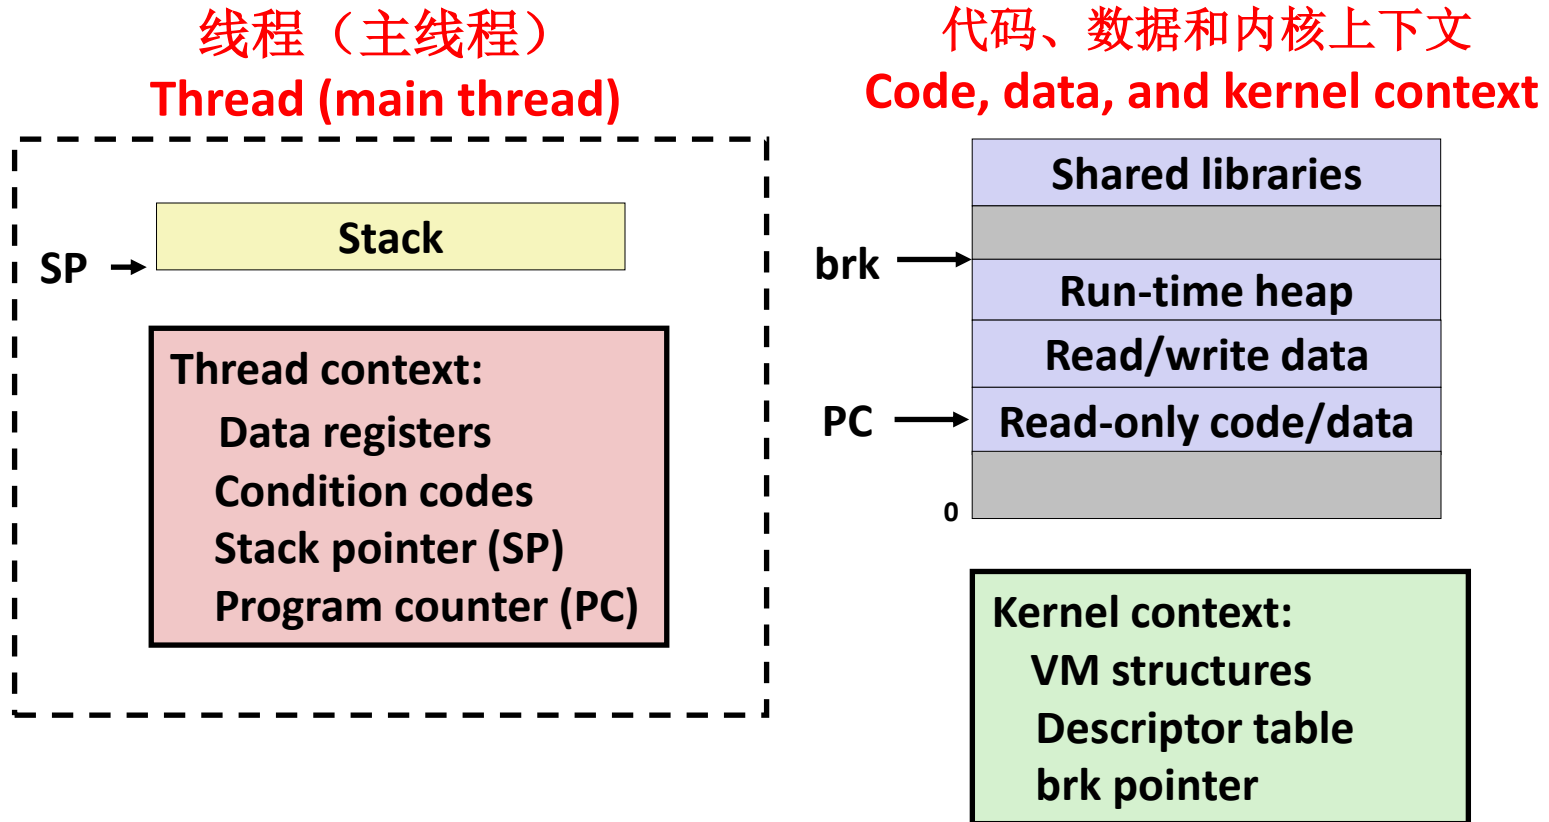 线程（主线程）
Thread (main thread)
Stack
SP
Thread context:
Data registers
Condition codes
Stack pointer (SP)
Program counter (PC)
代码、数据和内核上下文
Code, data, and kernel context
Shared libraries
brk
Run-time heap
Read/write data
PC
Read-only code/data
0
Kernel context:
VM structures
Descriptor table
brk pointer